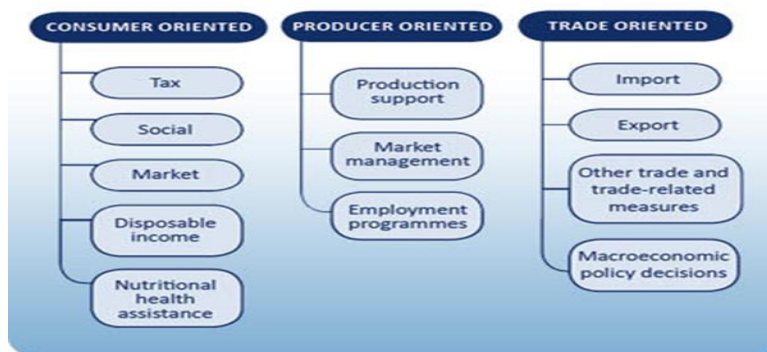 CONSUMER ORIENTED
Tax
Social
Market
Disposable
income
Nutritional
health
assistance
PRODUCER ORIENTED
Production
support
Market
management
Employment
programmes
TRADE ORIENTED
Import
Export
Other trade and
trade-related
measures
Macroeconomic
policy decisions